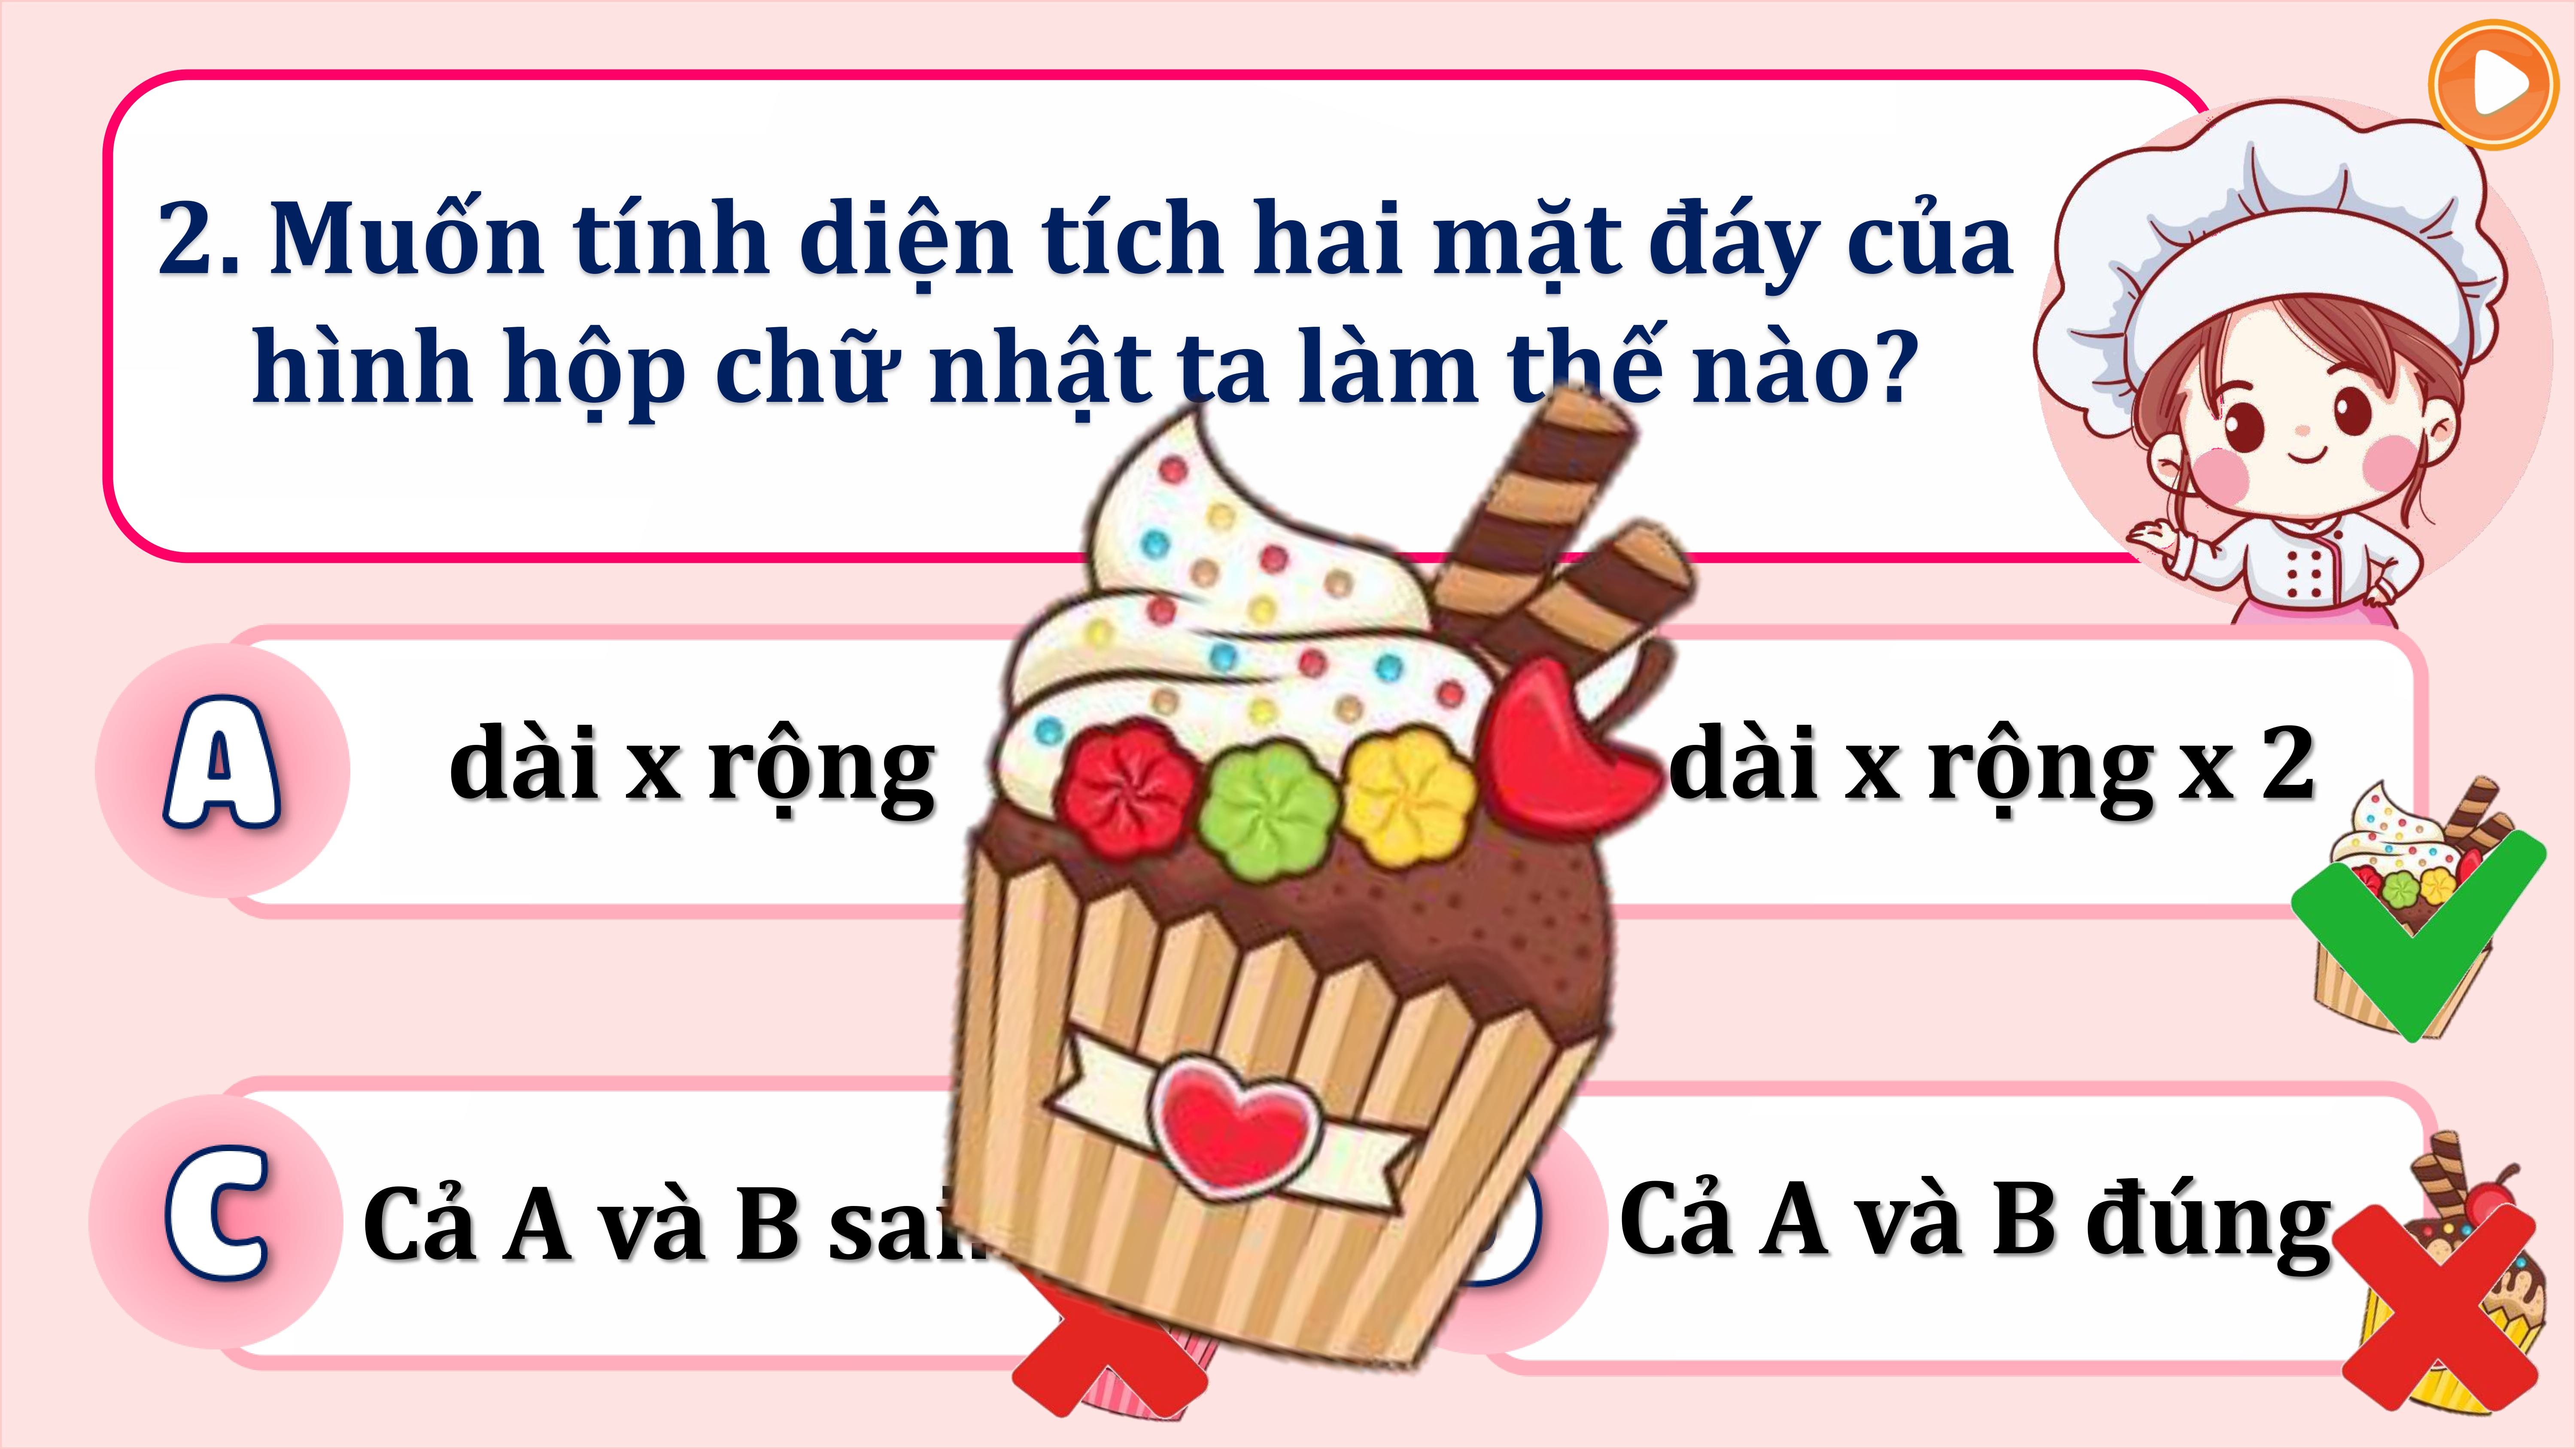 2. Muốn tính diện tích hai mặt đáy của
hình hộp chữ nhật ta làm thế nào?
A
dài x rộng
dài x rộng x 2
C
Cả A và B sai
Cả A và B đúng